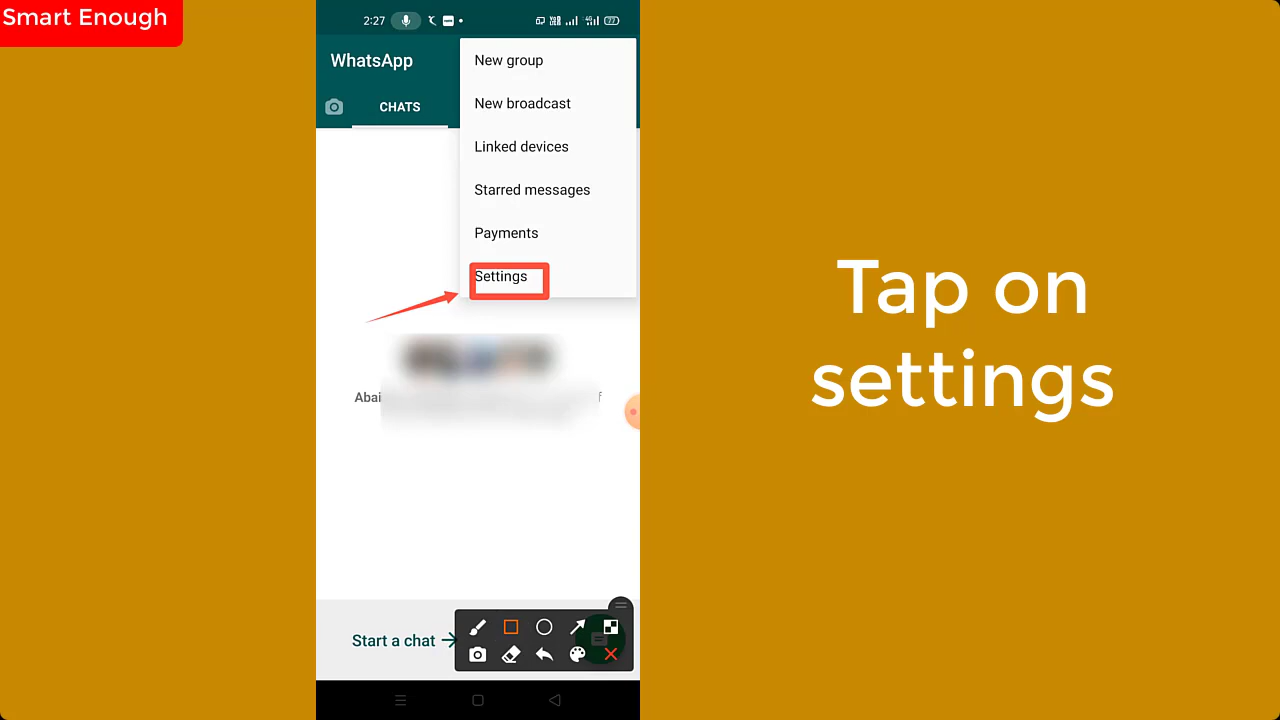 Smart Enough
2:27
77
WhatsApp
CHATS
New group
New broadcast
Linked devices
Starred messages
Payments
Settings
Tap on
settings
Start a chat